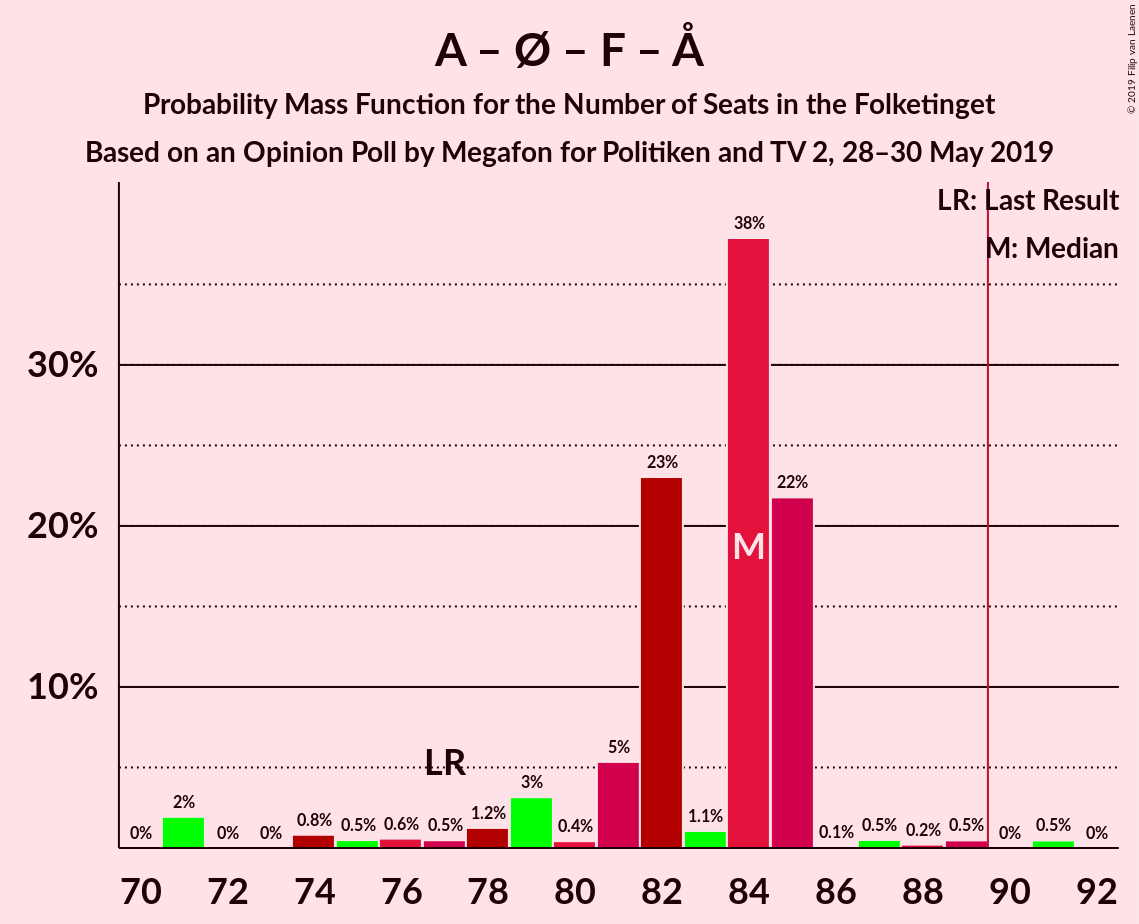 A – Ø – F – Å
Probability Mass Function for the Number of Seats in the Folketinget
Based on an Opinion Poll by Megafon for Politiken and TV 2, 28–30 May 2019
© 2019 Filip van Laenen
LR: Last Result
M: Median
30%
20%
10%
0%
2%
0%
0%
0.8%
0.5%
0.6%
0.5%
1.2%
3%
0.4%
5%
23%
1.1%
38%
22%
0.1%
0.5%
0.2%
0.5%
0%
0.5%
0%
LR
M
70 72 74 76 78 80 82 84 86 88 90 92